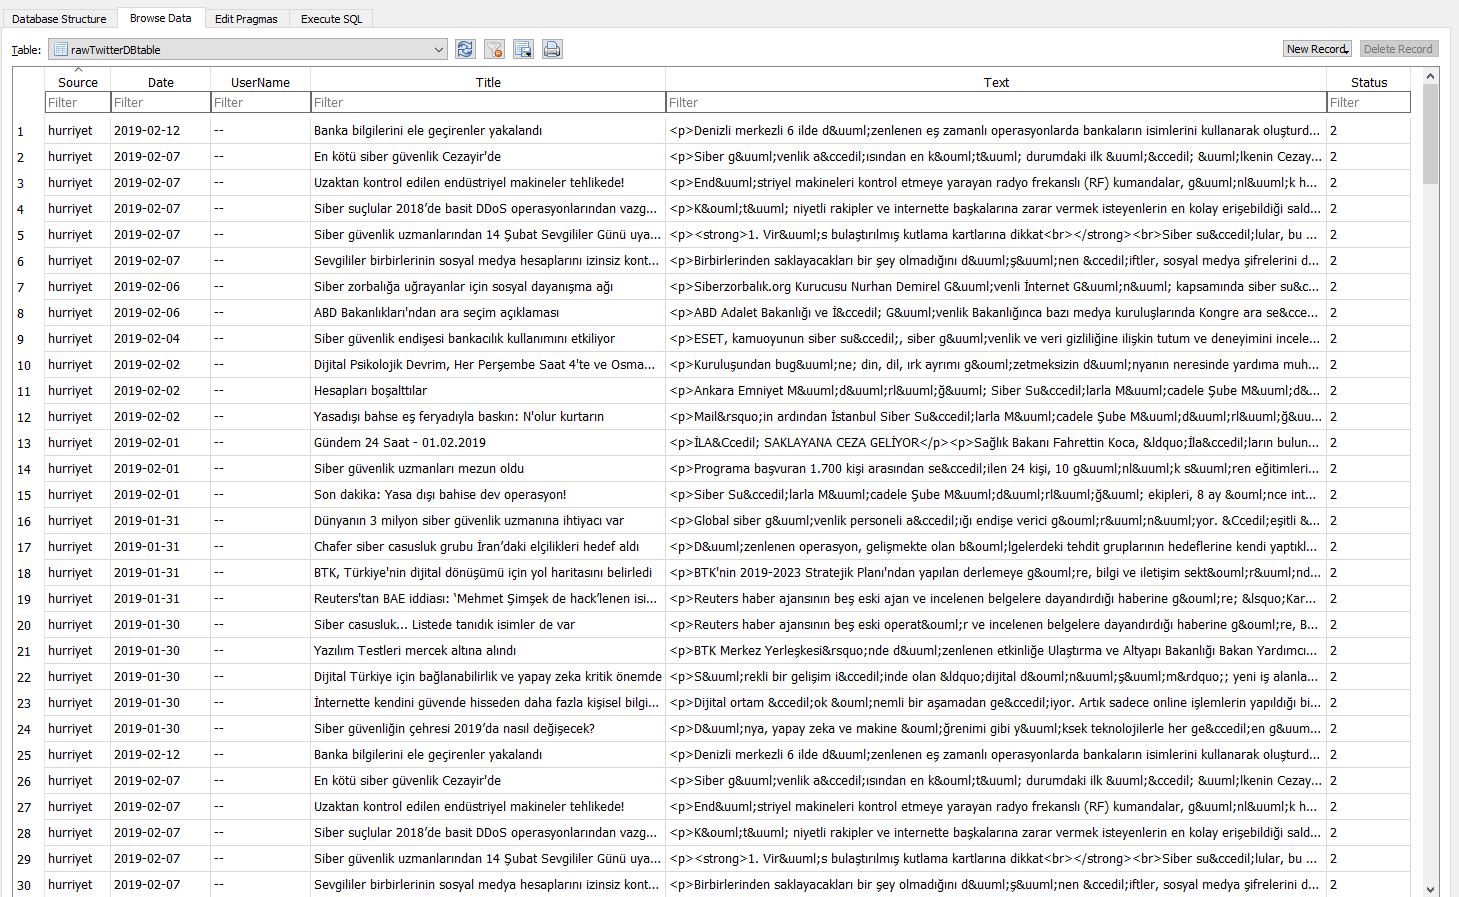 Database Structure Browse Data Edit Pragmas Execute SQL
Table: rawTwitterDBtable New Record Delete Record
Source Date UserName Title Text Status
Filter Filter Filter Filter Filter Filter
1 hurriyet 2019-02-12 -- Banka bilgilerini ele geçirenler yakalandı <p>Denizli merkezli 6 ilde d&uuml;zenlenen eş zamanlı operasyonlarda bankaların isimlerini kullanarak oluşturd... 2
2 hurriyet 2019-02-07 -- En kötü siber güvenlik Cezayir'de <p>Siber g&uuml;venlik a&ccedil;ısından en k&ouml;t&uuml; durumdaki ilk &uuml;&ccedil; &uuml;lkenin Cezay... 2
3 hurriyet 2019-02-07 -- Uzaktan kontrol edilen endüstriyel makineler tehlikede! <p>End&uuml;striyel makineleri kontrol etmeye yarayan radyo frekanslı (RF) kumandalar, g&uuml;nl&uuml;k h... 2
4 hurriyet 2019-02-07 -- Siber suçlular 2018’de basit DDoS operasyonlarından vazg... <p>K&ouml;t&uuml; niyetli rakipler ve internette başkalarına zarar vermek isteyenlerin en kolay erişebildiği sald... 2
5 hurriyet 2019-02-07 -- Siber güvenlik uzmanlarından 14 Şubat Sevgililer Günü uya... <p><strong>1. Vir&uuml;s bulaştırılmış kutlama kartlarına dikkat<br></strong><br>Siber su&ccedil;lular, bu ... 2
6 hurriyet 2019-02-07 -- Sevgililer birbirlerinin sosyal medya hesaplarını izinsiz kont... <p>Birbirlerinden saklayacakları bir şey olmadığını d&uuml;ş&uuml;nen &ccedil;iftler, sosyal medya şifrelerini d... 2
7 hurriyet 2019-02-06 -- Siber zorbalığa uğrayanlar için sosyal dayanışma ağı <p>Siberzorbalık.org Kurucusu Nurhan Demirel G&uuml;venli İnternet G&uuml;n&uuml; kapsamında siber su&c... 2
8 hurriyet 2019-02-06 -- ABD Bakanlıkları'ndan ara seçim açıklaması <p>ABD Adalet Bakanlığı ve İ&ccedil; G&uuml;venlik Bakanlığınca bazı medya kuruluşlarında Kongre ara se&cce... 2
9 hurriyet 2019-02-04 -- Siber güvenlik endişesi bankacılık kullanımını etkiliyor <p>ESET, kamuoyunun siber su&ccedil;, siber g&uuml;venlik ve veri gizliliğine ilişkin tutum ve deneyimini incele... 2
10 hurriyet 2019-02-02 -- Dijital Psikolojik Devrim, Her Perşembe Saat 4'te ve Osma... <p>Kuruluşundan bug&uuml;ne; din, dil, ırk ayrımı g&ouml;zetmeksizin d&uuml;nyanın neresinde yardıma muh... 2
11 hurriyet 2019-02-02 -- Hesapları boşalttılar <p>Ankara Emniyet M&uuml;d&uuml;rl&uuml;ğ&uuml; Siber Su&ccedil;larla M&uuml;cadele Şube M&uuml;d&... 2
12 hurriyet 2019-02-02 -- Yasadışı bahse eş feryadıyla baskın: N'olur kurtarın <p>Mail&rsquo;in ardından İstanbul Siber Su&ccedil;larla M&uuml;cadele Şube M&uuml;d&uuml;rl&uuml;ğ&uu... 2
13 hurriyet 2019-02-01 -- Gündem 24 Saat - 01.02.2019 <p>İLA&Ccedil; SAKLAYANA CEZA GELİYOR</p><p>Sağlık Bakanı Fahrettin Koca, &ldquo;İla&ccedil;ların bulun... 2
14 hurriyet 2019-02-01 -- Siber güvenlik uzmanları mezun oldu <p>Programa başvuran 1.700 kişi arasından se&ccedil;ilen 24 kişi, 10 g&uuml;nl&uuml;k s&uuml;ren eğitimleri... 2
15 hurriyet 2019-02-01 -- Son dakika: Yasa dışı bahise dev operasyon! <p>Siber Su&ccedil;larla M&uuml;cadele Şube M&uuml;d&uuml;rl&uuml;ğ&uuml; ekipleri, 8 ay &ouml;nce int... 2
16 hurriyet 2019-01-31 -- Dünyanın 3 milyon siber güvenlik uzmanına ihtiyacı var <p>Global siber g&uuml;venlik personeli a&ccedil;ığı endişe verici g&ouml;r&uuml;n&uuml;yor. &Ccedil;eşitli &... 2
17 hurriyet 2019-01-31 -- Chafer siber casusluk grubu İran’daki elçilikleri hedef aldı <p>D&uuml;zenlenen operasyon, gelişmekte olan b&ouml;lgelerdeki tehdit gruplarının hedeflerine kendi yaptıkl... 2
18 hurriyet 2019-01-31 -- BTK, Türkiye'nin dijital dönüşümü için yol haritasını belirledi <p>BTK'nin 2019-2023 Stratejik Planı'ndan yapılan derlemeye g&ouml;re, bilgi ve iletişim sekt&ouml;r&uuml;nd... 2
19 hurriyet 2019-01-31 -- Reuters'tan BAE iddiası: ‘Mehmet Şimşek de hack’lenen isi... <p>Reuters haber ajansının beş eski ajan ve incelenen belgelere dayandırdığı haberine g&ouml;re; &lsquo;Kar... 2
20 hurriyet 2019-01-30 -- Siber casusluk... Listede tanıdık isimler de var <p>Reuters haber ajansının beş eski operat&ouml;r ve incelenen belgelere dayandırdığı haberine g&ouml;re, B... 2
21 hurriyet 2019-01-30 -- Yazılım Testleri mercek altına alındı <p>BTK Merkez Yerleşkesi&rsquo;nde d&uuml;zenlenen etkinliğe Ulaştırma ve Altyapı Bakanlığı Bakan Yardımcı... 2
22 hurriyet 2019-01-30 -- Dijital Türkiye için bağlanabilirlik ve yapay zeka kritik önemde <p>S&uuml;rekli bir gelişim i&ccedil;inde olan &ldquo;dijital d&ouml;n&uuml;ş&uuml;m&rdquo;; yeni iş alanla... 2
23 hurriyet 2019-01-30 -- İnternette kendini güvende hisseden daha fazla kişisel bilgi... <p>Dijital ortam &ccedil;ok &ouml;nemli bir aşamadan ge&ccedil;iyor. Artık sadece online işlemlerin yapıldığı bi... 2
24 hurriyet 2019-01-30 -- Siber güvenliğin çehresi 2019’da nasıl değişecek? <p>D&uuml;nya, yapay zeka ve makine &ouml;ğrenimi gibi y&uuml;ksek teknolojilerle her ge&ccedil;en g&uum... 2
25 hurriyet 2019-02-12 -- Banka bilgilerini ele geçirenler yakalandı <p>Denizli merkezli 6 ilde d&uuml;zenlenen eş zamanlı operasyonlarda bankaların isimlerini kullanarak oluşturd... 2
26 hurriyet 2019-02-07 -- En kötü siber güvenlik Cezayir'de <p>Siber g&uuml;venlik a&ccedil;ısından en k&ouml;t&uuml; durumdaki ilk &uuml;&ccedil; &uuml;lkenin Cezay... 2
27 hurriyet 2019-02-07 -- Uzaktan kontrol edilen endüstriyel makineler tehlikede! <p>End&uuml;striyel makineleri kontrol etmeye yarayan radyo frekanslı (RF) kumandalar, g&uuml;nl&uuml;k h... 2
28 hurriyet 2019-02-07 -- Siber suçlular 2018’de basit DDoS operasyonlarından vazg... <p>K&ouml;t&uuml; niyetli rakipler ve internette başkalarına zarar vermek isteyenlerin en kolay erişebildiği sald... 2
29 hurriyet 2019-02-07 -- Siber güvenlik uzmanlarından 14 Şubat Sevgililer Günü uya... <p><strong>1. Vir&uuml;s bulaştırılmış kutlama kartlarına dikkat<br></strong><br>Siber su&ccedil;lular, bu ... 2
30 hurriyet 2019-02-07 -- Sevgililer birbirlerinin sosyal medya hesaplarını izinsiz kont... <p>Birbirlerinden saklayacakları bir şey olmadığını d&uuml;ş&uuml;nen &ccedil;iftler, sosyal medya şifrelerini d... 2